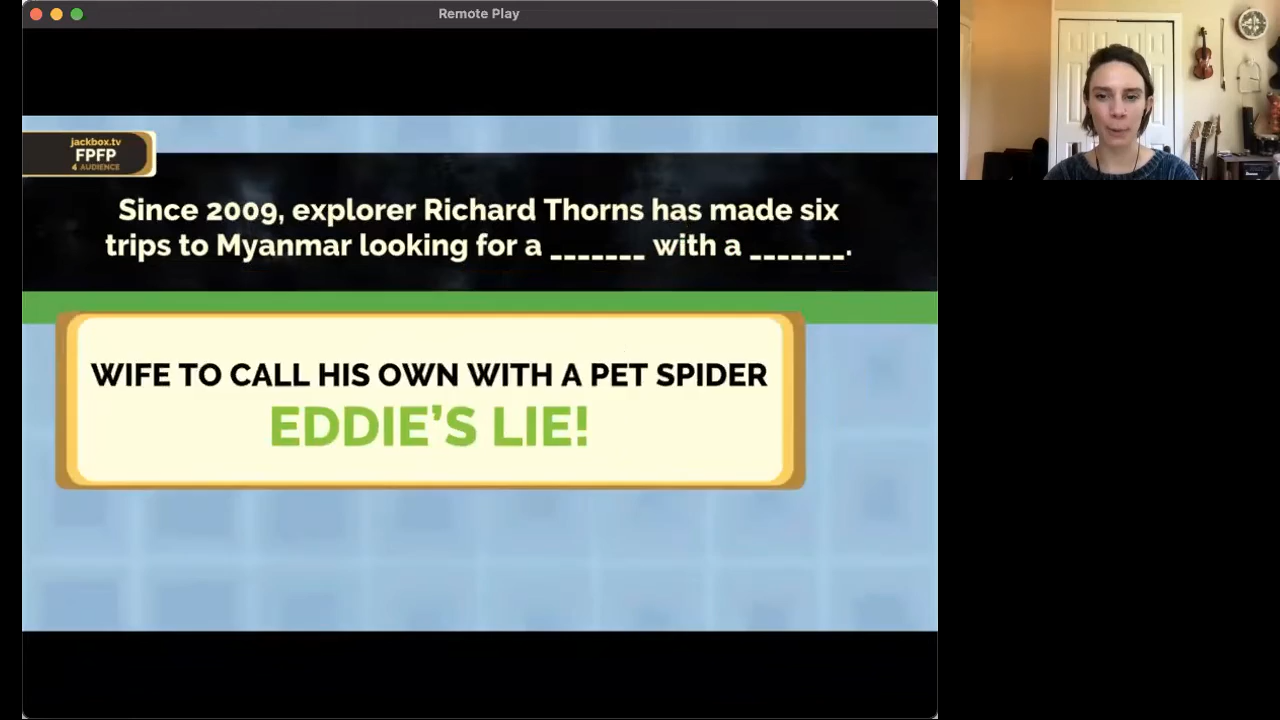 Remote Play
jackbox.tv
FPFP
4 AUDIENCE
Since 2009, explorer Richard Thorns has made six
trips to Myanmar looking for a _______ with a _______.
WIFE TO CALL HIS OWN WITH A PET SPIDER
EDDIE'S LIE!